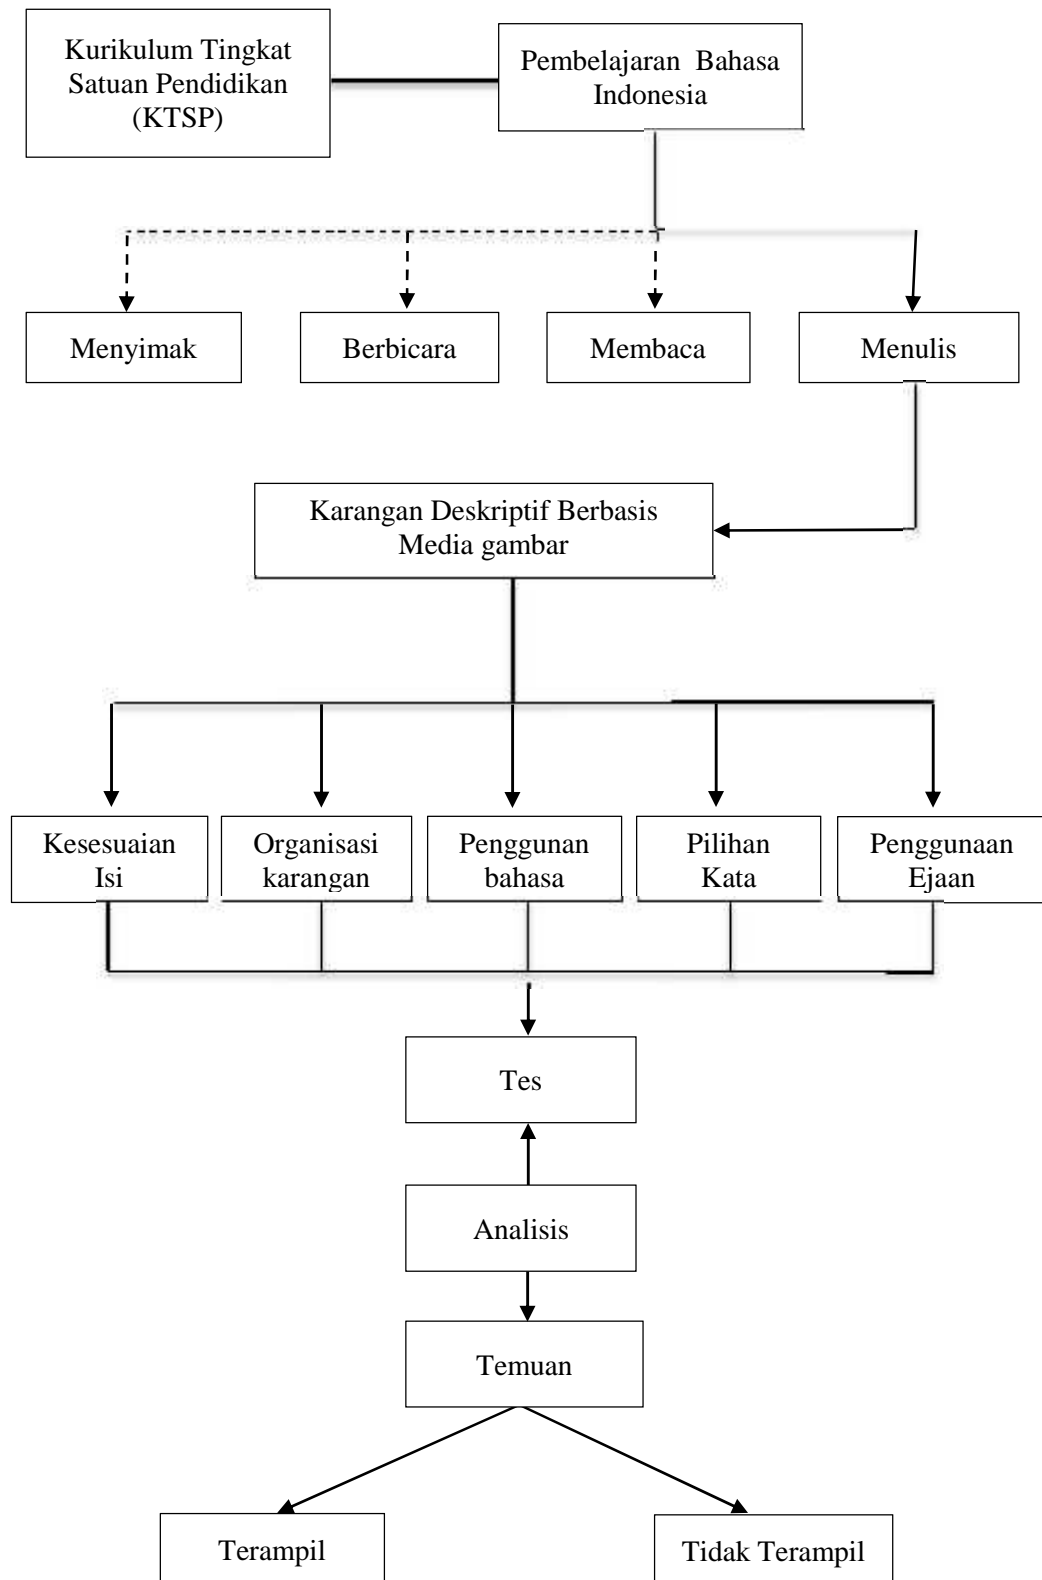 Kurikulum Tingkat
Satuan Pendidikan
(KTSP)
Pembelajaran  Bahasa
Indonesia
Menyimak
Berbicara
Membaca
Menulis
Karangan Deskriptif Berbasis
Media gambar
Kesesuaian
Isi
Organisasi
karangan
Penggunan
bahasa
Pilihan
Kata
Penggunaan
Ejaan
Tes
Analisis
Temuan
Terampil
Tidak Terampil